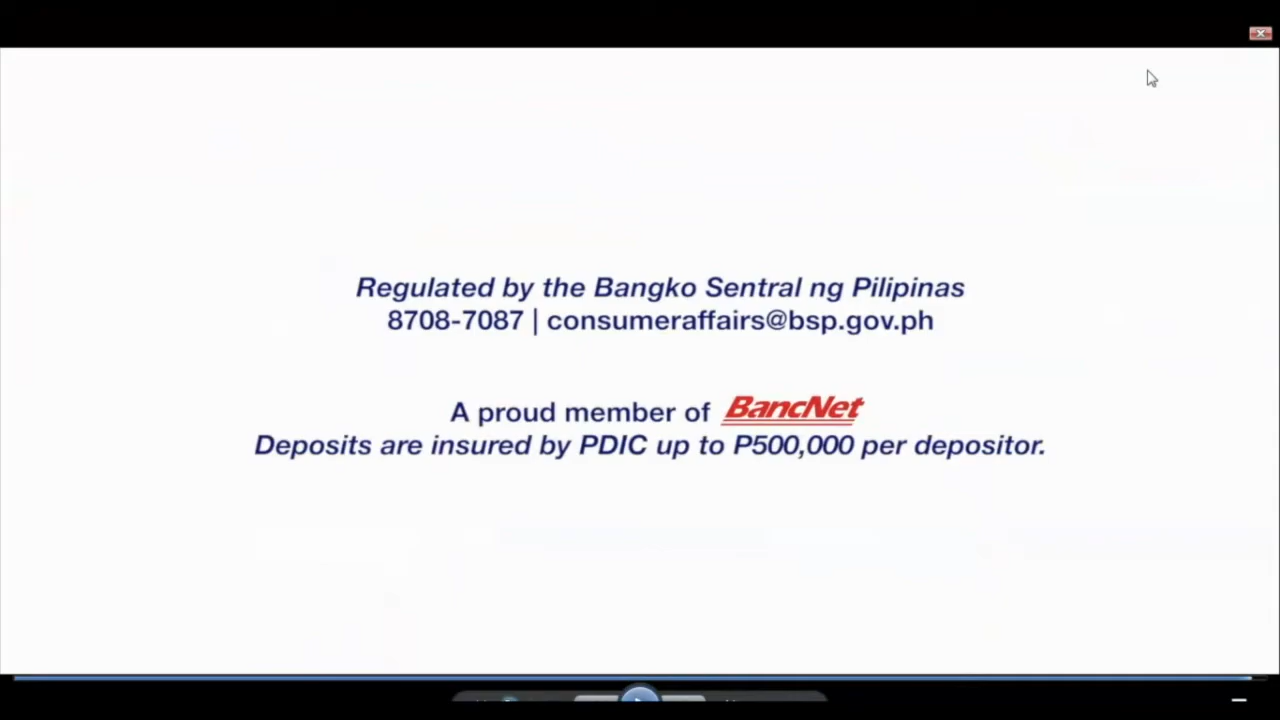 Regulated by the Bangko Sentral ng Pilipinas
8708-7087 | consumeraffairs@bsp.gov.ph
A proud member of BancNet
Deposits are insured by PDIC up to P500,000 per depositor.